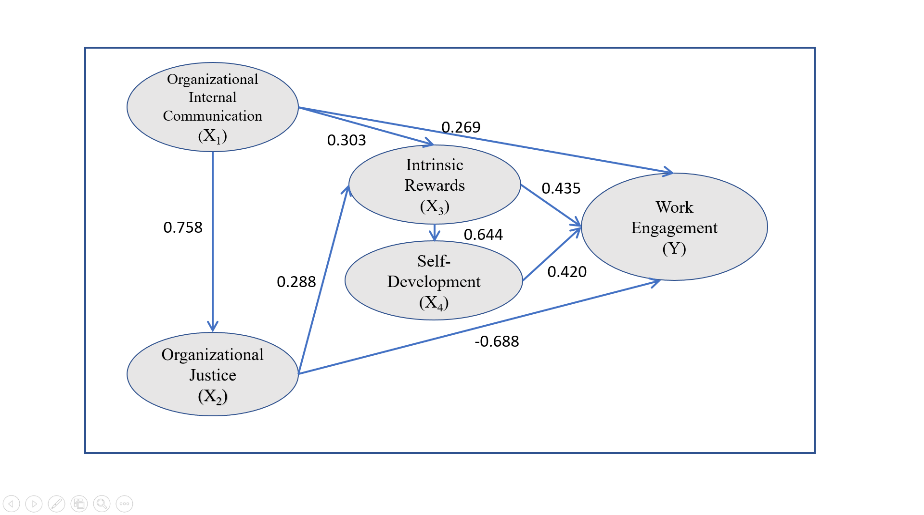 Organizational
Internal
Communication
(X1)
0.269
0.303
Intrinsic
Rewards
(X3)
0.435
Work
Engagement
(Y)
0.758
0.644
Self-
Development
(X4)
0.420
0.288
-0.688
Organizational
Justice
(X2)